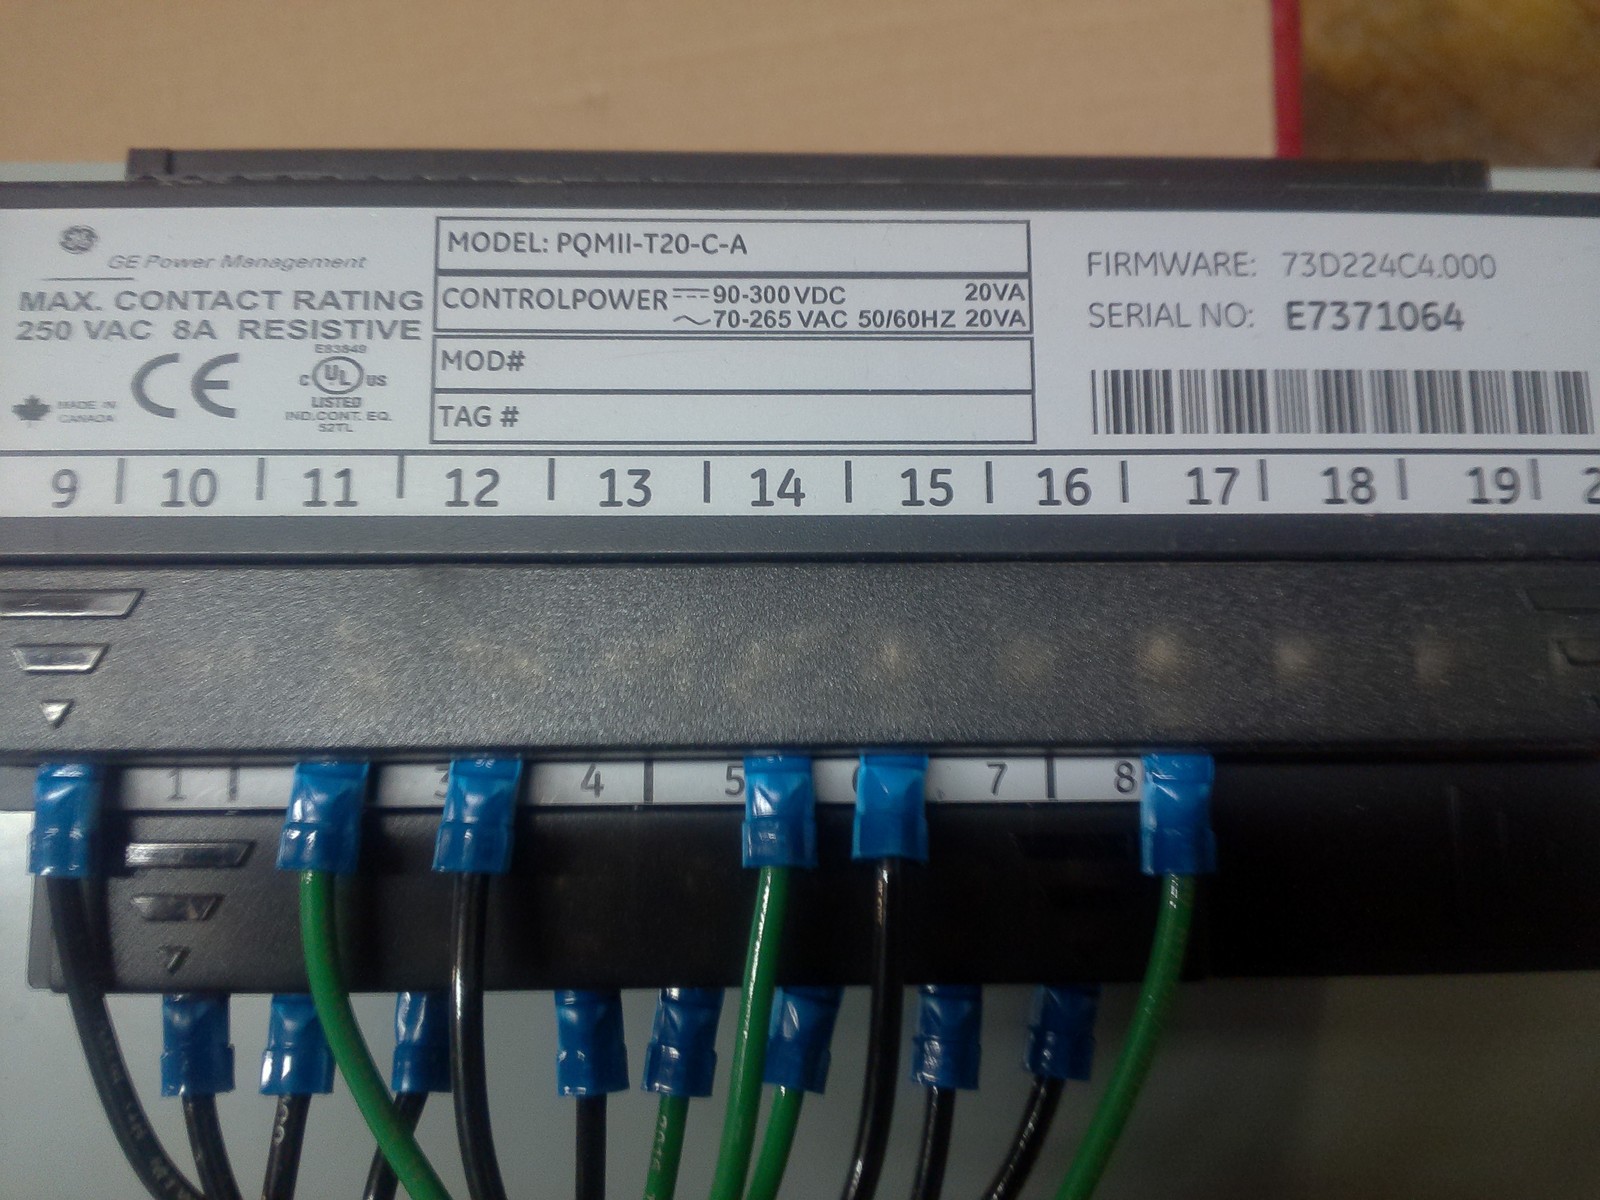 GE Power Management
MAX. CONTACT RATING
250 VAC 8A RESISTIVE
CE
E83849
C UL US
LISTED
IND.CONT. EQ.
52TL
MADE IN
CANADA
MODEL: PQMII-T20-C-A
CONTROLPOWER ⎓90-300 VDC 20VA
～70-265 VAC 50/60HZ 20VA
MOD#
TAG #
FIRMWARE: 73D224C4.000
SERIAL NO: E7371064
9 | 10 | 11 | 12 | 13 | 14 | 15 | 16 | 17 | 18 | 19 | 2
1 3 4 5 7 8